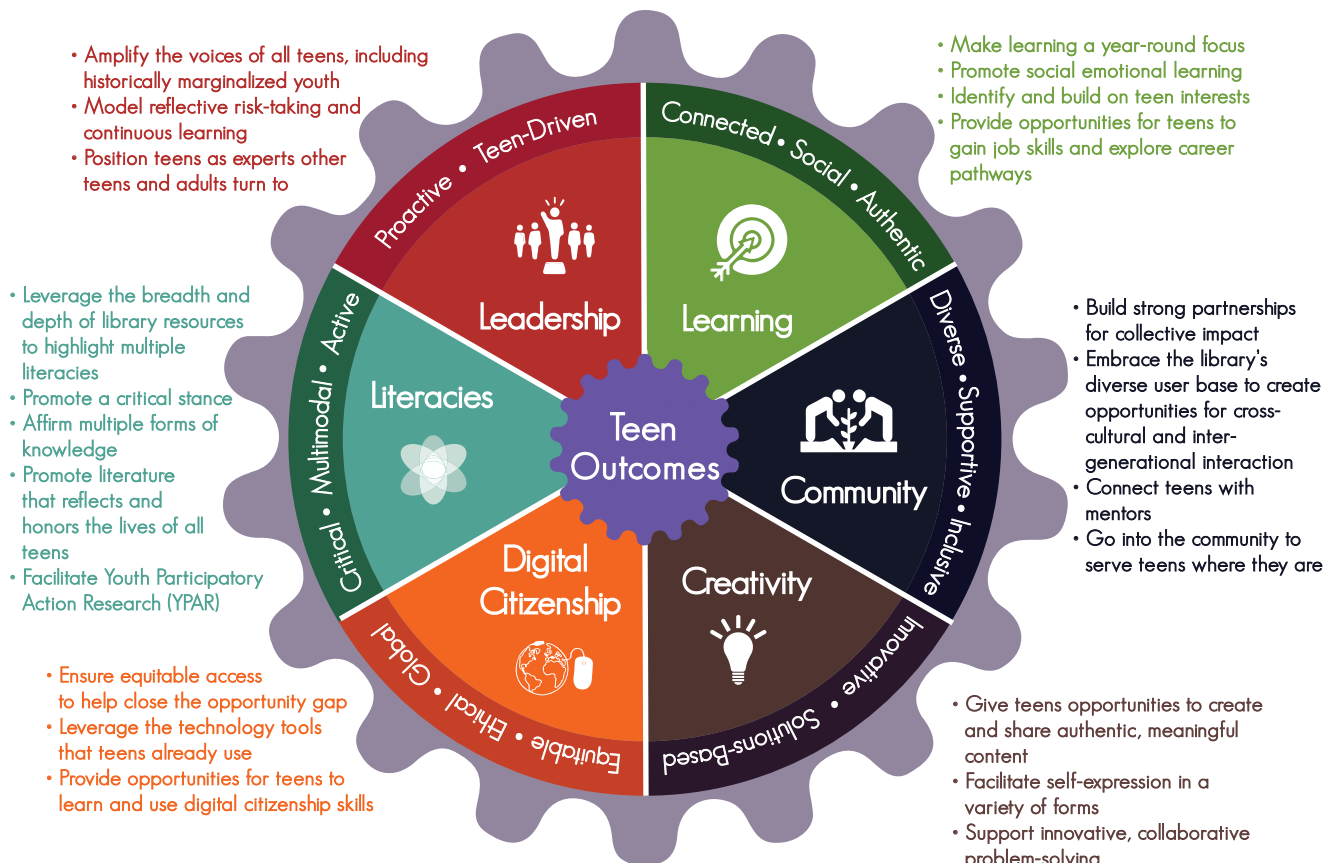 • Amplify the voices of all teens, including
historically marginalized youth
• Model reflective risk-taking and
continuous learning
• Position teens as experts other
teens and adults turn to
• Make learning a year-round focus
• Promote social emotional learning
• Identify and build on teen interests
• Provide opportunities for teens to
gain job skills and explore career
pathways
• Leverage the breadth and
depth of library resources
to highlight multiple
literacies
• Promote a critical stance
• Affirm multiple forms of
knowledge
• Promote literature
that reflects and
honors the lives of all
teens
• Facilitate Youth Participatory
Action Research (YPAR)
• Build strong partnerships
for collective impact
• Embrace the library's
diverse user base to create
opportunities for cross-
cultural and inter-
generational interaction
• Connect teens with
mentors
• Go into the community to
serve teens where they are
• Ensure equitable access
to help close the opportunity gap
• Leverage the technology tools
that teens already use
• Provide opportunities for teens to
learn and use digital citizenship skills
• Give teens opportunities to create
and share authentic, meaningful
content
• Facilitate self-expression in a
variety of forms
• Support innovative, collaborative
problem-solving
Proactive • Teen-Driven
Leadership
Connected • Social • Authentic
Learning
Diverse • Supportive • Inclusive
Community
Innovative • Solutions-Based
Creativity
Equitable • Ethical • Global
Digital
Citizenship
Critical • Multimodal • Active
Literacies
Teen
Outcomes